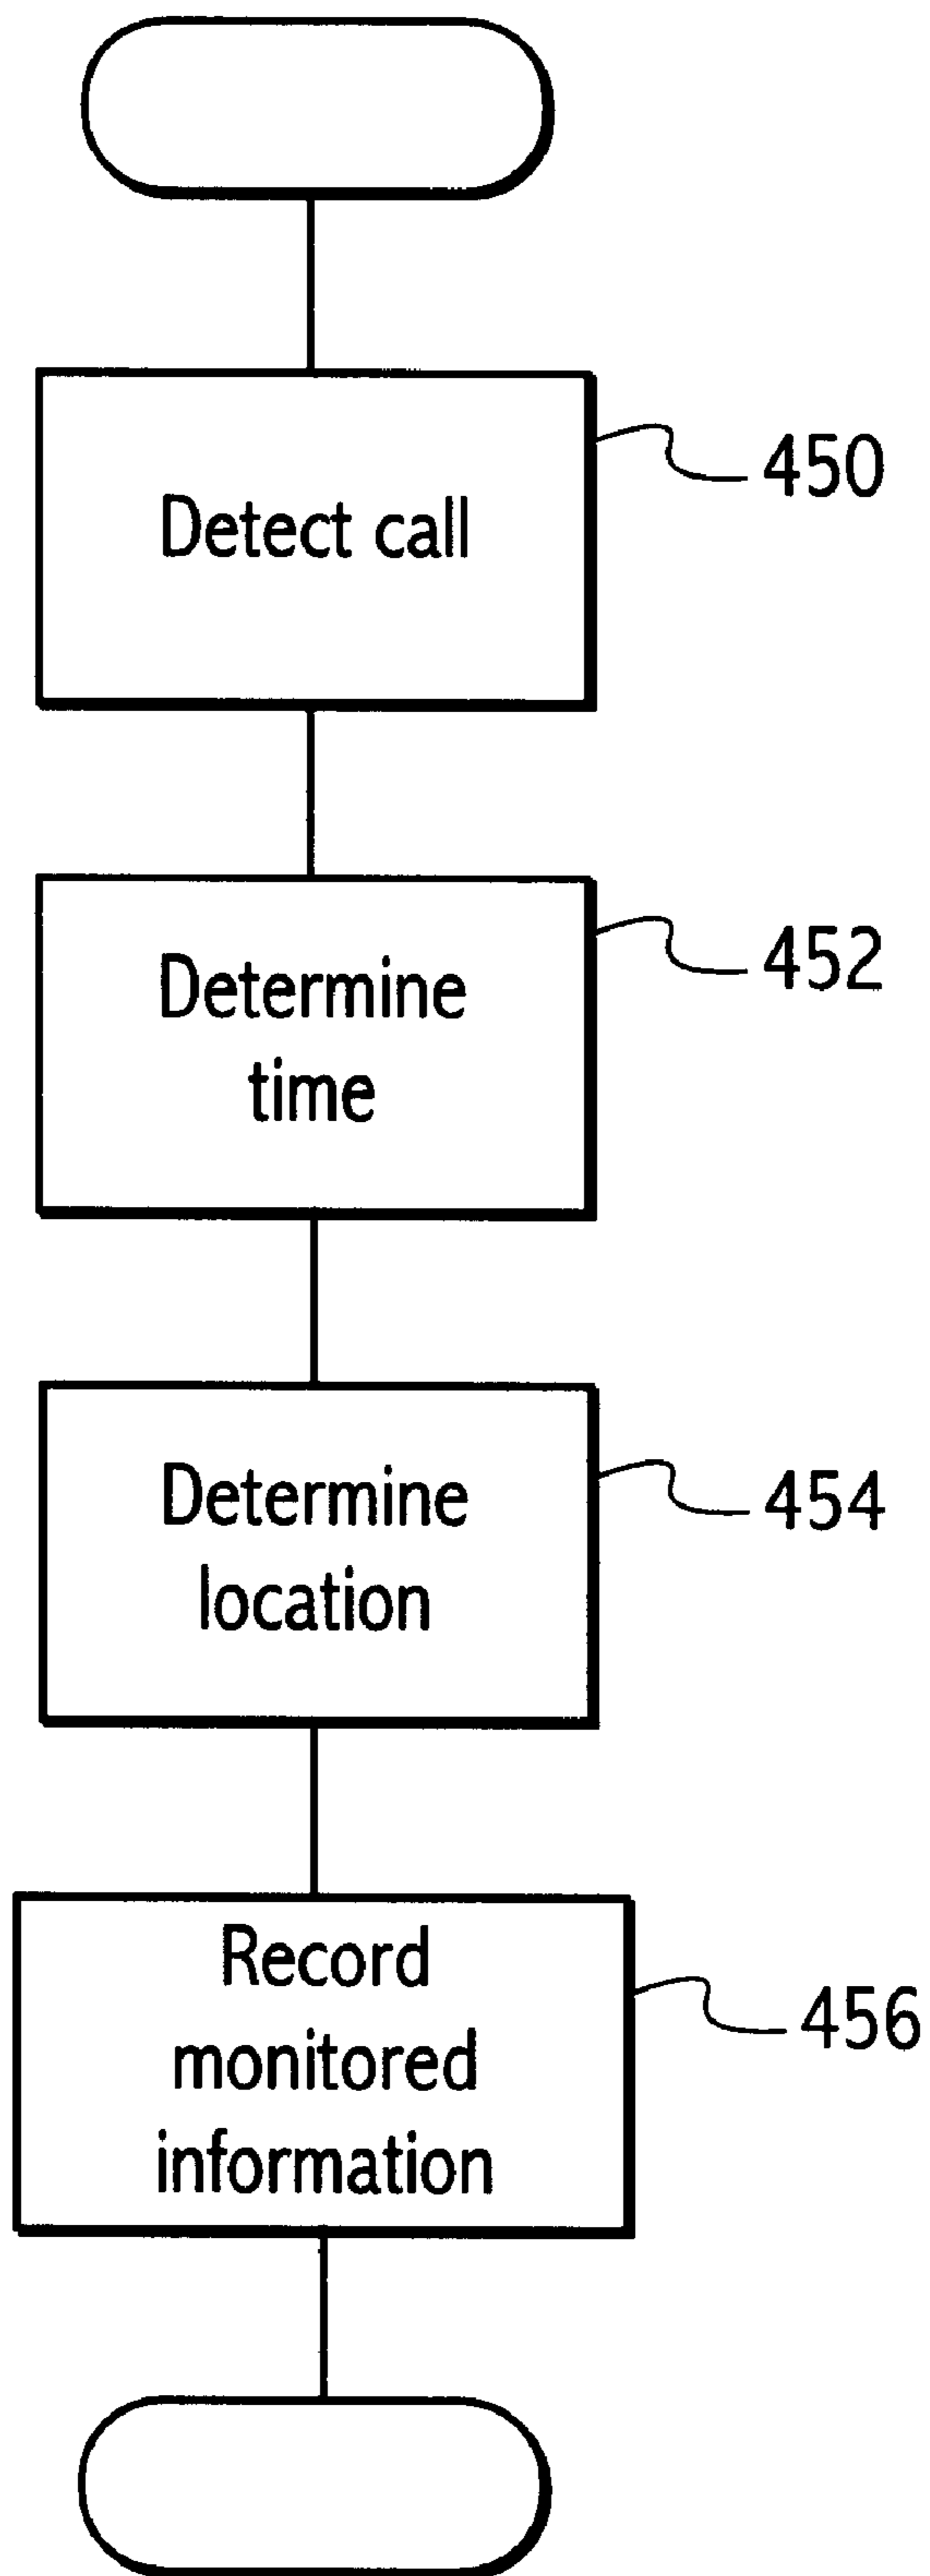 Detect call
450
Determine
time
452
Determine
location
454
Record
monitored
information
456